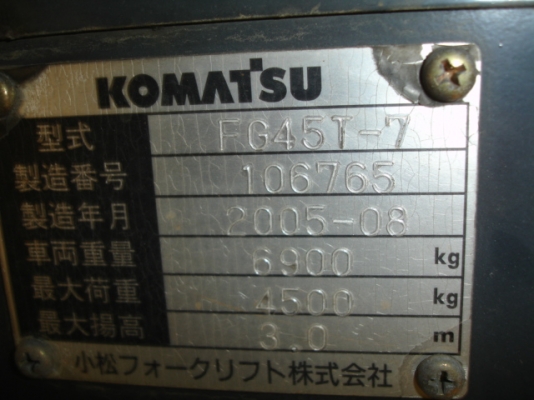 KOMATSU
型式 FG45T-7
製造番号 106765
製造年月 2005-08
車両重量 6900 kg
最大荷重 4500 kg
最大揚高 3.0 m
小松フォークリフト株式会社